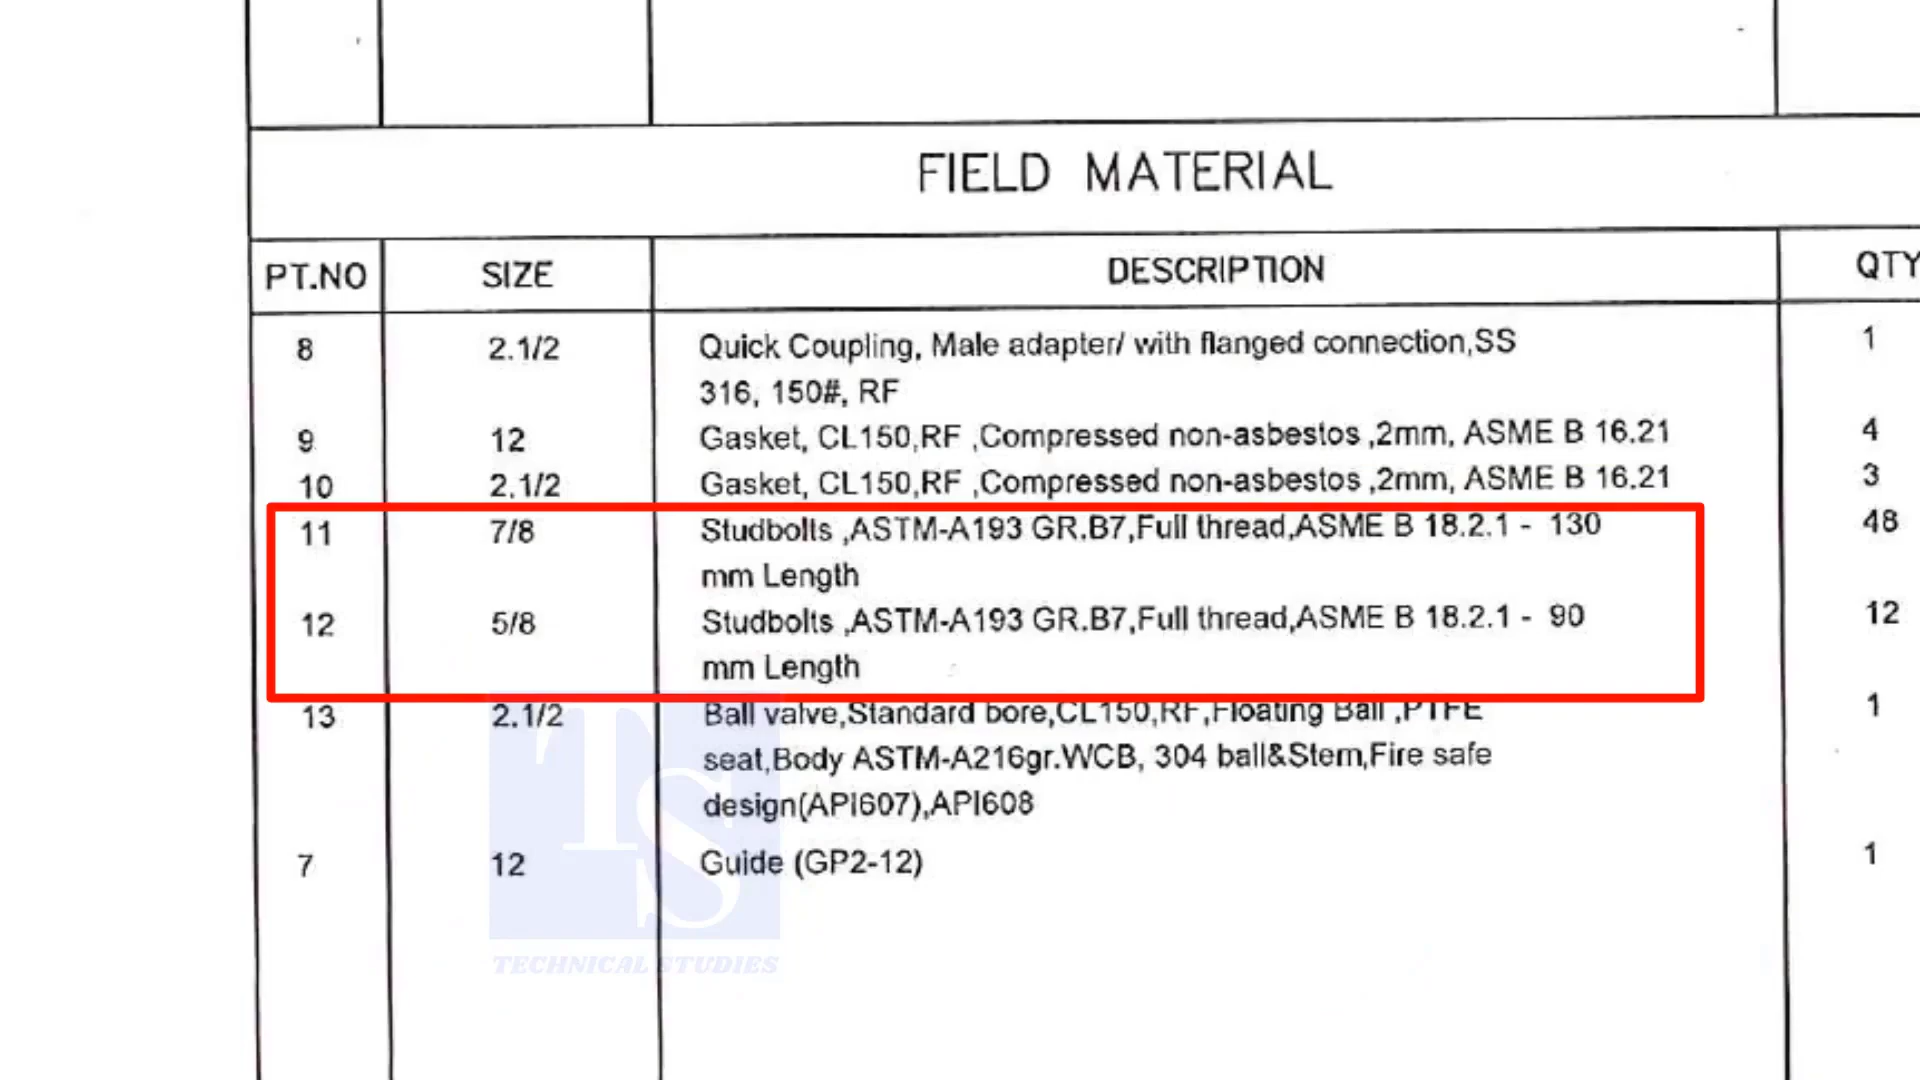 FIELD MATERIAL
PT.NO SIZE DESCRIPTION QTY
8 2.1/2 Quick Coupling, Male adapter/ with flanged connection,SS 1
316, 150#, RF
9 12 Gasket, CL150,RF ,Compressed non-asbestos ,2mm, ASME B 16.21 4
10 2.1/2 Gasket, CL150,RF ,Compressed non-asbestos ,2mm, ASME B 16.21 3
11 7/8 Studbolts ,ASTM-A193 GR.B7,Full thread,ASME B 18.2.1 - 130 48
mm Length
12 5/8 Studbolts ,ASTM-A193 GR.B7,Full thread,ASME B 18.2.1 - 90 12
mm Length
13 2.1/2 Ball valve,Standard bore,CL150,RF,Floating Ball ,PTFE 1
seat,Body ASTM-A216gr.WCB, 304 ball&Stem,Fire safe
design(API607),API608
7 12 Guide (GP2-12) 1
TS
TECHNICAL STUDIES